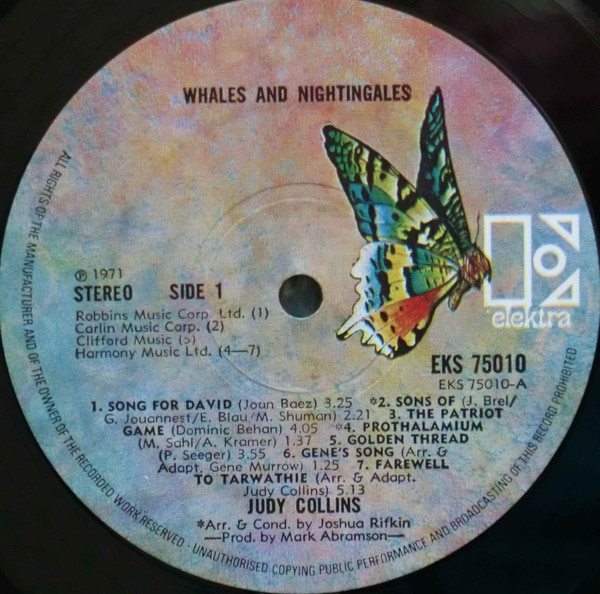 WHALES AND NIGHTINGALES
elektra
℗ 1971
STEREO SIDE 1
Robbins Music Corp. Ltd. (1)
Carlin Music Corp. (2)
Clifford Music (>)
Harmony Music Ltd. (4—7)
EKS 75010
EKS 75010-A
1. SONG FOR DAVID (Joan Baez) 3.25 *2. SONS OF (J. Brel/
G. Jouannest/E. Blau/M. Shuman) 2.21 3. THE PATRIOT
GAME (Dominic Behan) 4.05 *4. PROTHALAMIUM
(M. Sahl/A. Kramer) 1.37 5. GOLDEN THREAD
(P. Seeger) 3.55 6. GENE'S SONG (Arr. &
Adapt. Gene Murrow) 1.25 7. FAREWELL
TO TARWATHIE (Arr. & Adapt.
Judy Collins) 5.13
JUDY COLLINS
*Arr. & Cond. by Joshua Rifkin
—Prod. by Mark Abramson—
ALL RIGHTS OF THE MANUFACTURER AND OF THE OWNER OF THE RECORDED WORK RESERVED - UNAUTHORISED COPYING PUBLIC PERFORMANCE AND BROADCASTING OF THIS RECORD PROHIBITED